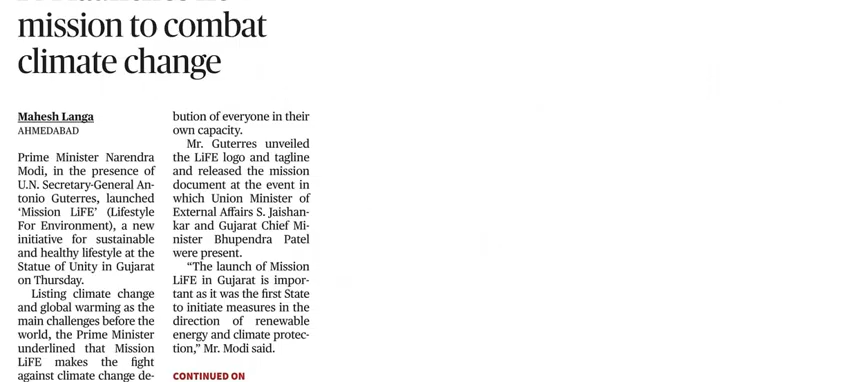 mission to combat
climate change
Mahesh Langa
AHMEDABAD
Prime Minister Narendra
Modi, in the presence of
U.N. Secretary-General An-
tonio Guterres, launched
‘Mission LiFE’ (Lifestyle
For Environment), a new
initiative for sustainable
and healthy lifestyle at the
Statue of Unity in Gujarat
on Thursday.
Listing climate change
and global warming as the
main challenges before the
world, the Prime Minister
underlined that Mission
LiFE makes the fight
against climate change de-
bution of everyone in their
own capacity.
Mr. Guterres unveiled
the LiFE logo and tagline
and released the mission
document at the event in
which Union Minister of
External Affairs S. Jaishan-
kar and Gujarat Chief Mi-
nister Bhupendra Patel
were present.
“The launch of Mission
LiFE in Gujarat is impor-
tant as it was the first State
to initiate measures in the
direction of renewable
energy and climate protec-
tion,” Mr. Modi said.
CONTINUED ON